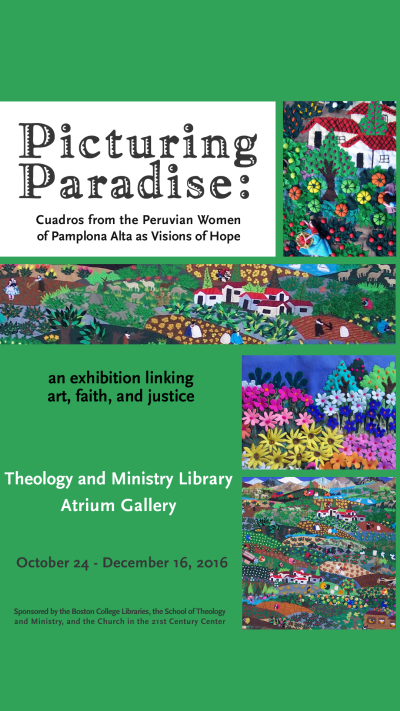 Picturing
Paradise:
Cuadros from the Peruvian Women
of Pamplona Alta as Visions of Hope
an exhibition linking
art, faith, and justice
Theology and Ministry Library
Atrium Gallery
October 24 - December 16, 2016
Sponsored by the Boston College Libraries, the School of Theology
and Ministry, and the Church in the 21st Century Center